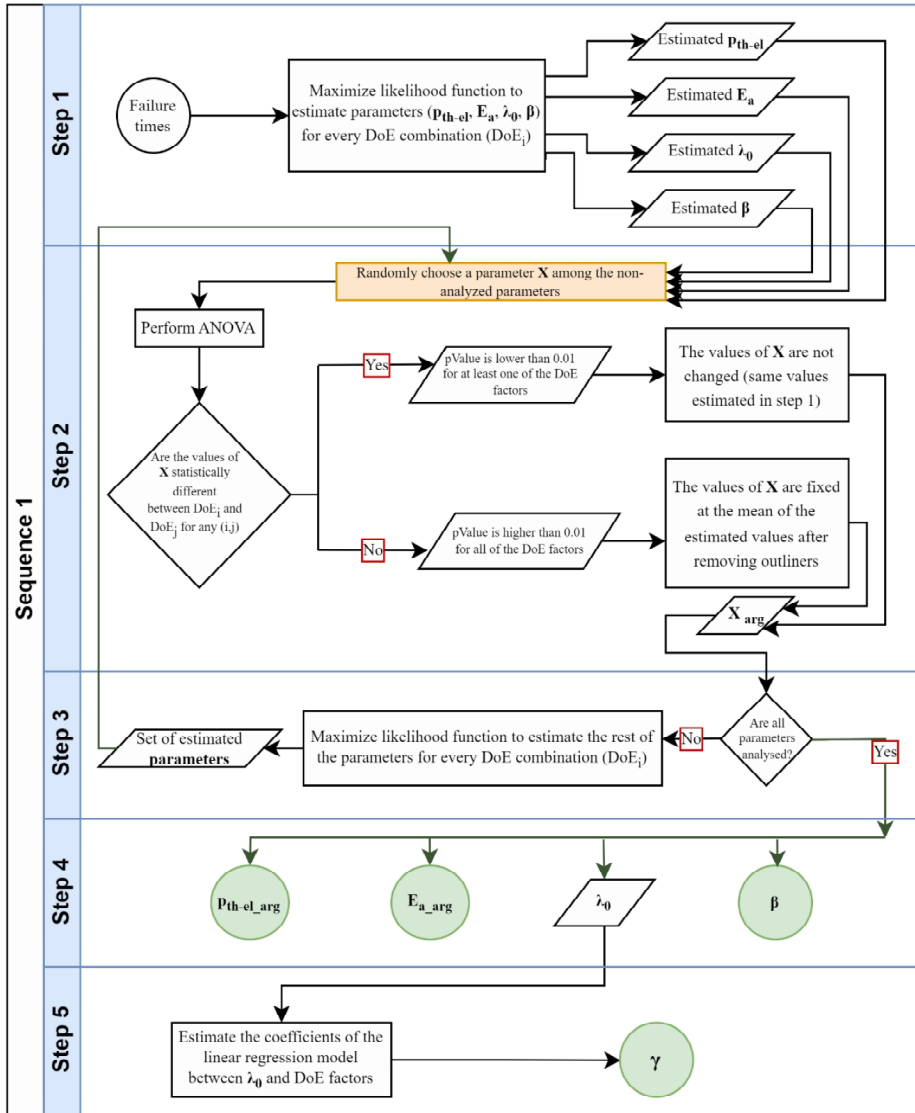 Sequence 1
Step 1
Failure
times
Maximize likelihood function to
estimate parameters (pth-el, Ea, λ0, β)
for every DoE combination (DoEi)
Estimated pth-el
Estimated Ea
Estimated λ0
Estimated β
Step 2
Randomly choose a parameter X among the non-
analyzed parameters
Perform ANOVA
Are the values of
X statistically
different
between DoEi and
DoEj for any (i,j)
Yes
pValue is lower than 0.01
for at least one of the DoE
factors
The values of X are not
changed (same values
estimated in step 1)
No
pValue is higher than 0.01
for all of the DoE factors
The values of X are fixed
at the mean of the
estimated values after
removing outliners
X arg
Step 3
Are all
parameters
analysed?
No
Yes
Maximize likelihood function to estimate the rest of
the parameters for every DoE combination (DoEi)
Set of estimated
parameters
Step 4
pth-el_arg
Ea_arg
λ0
β
Step 5
Estimate the coefficients of the
linear regression model
between λ0 and DoE factors
γ